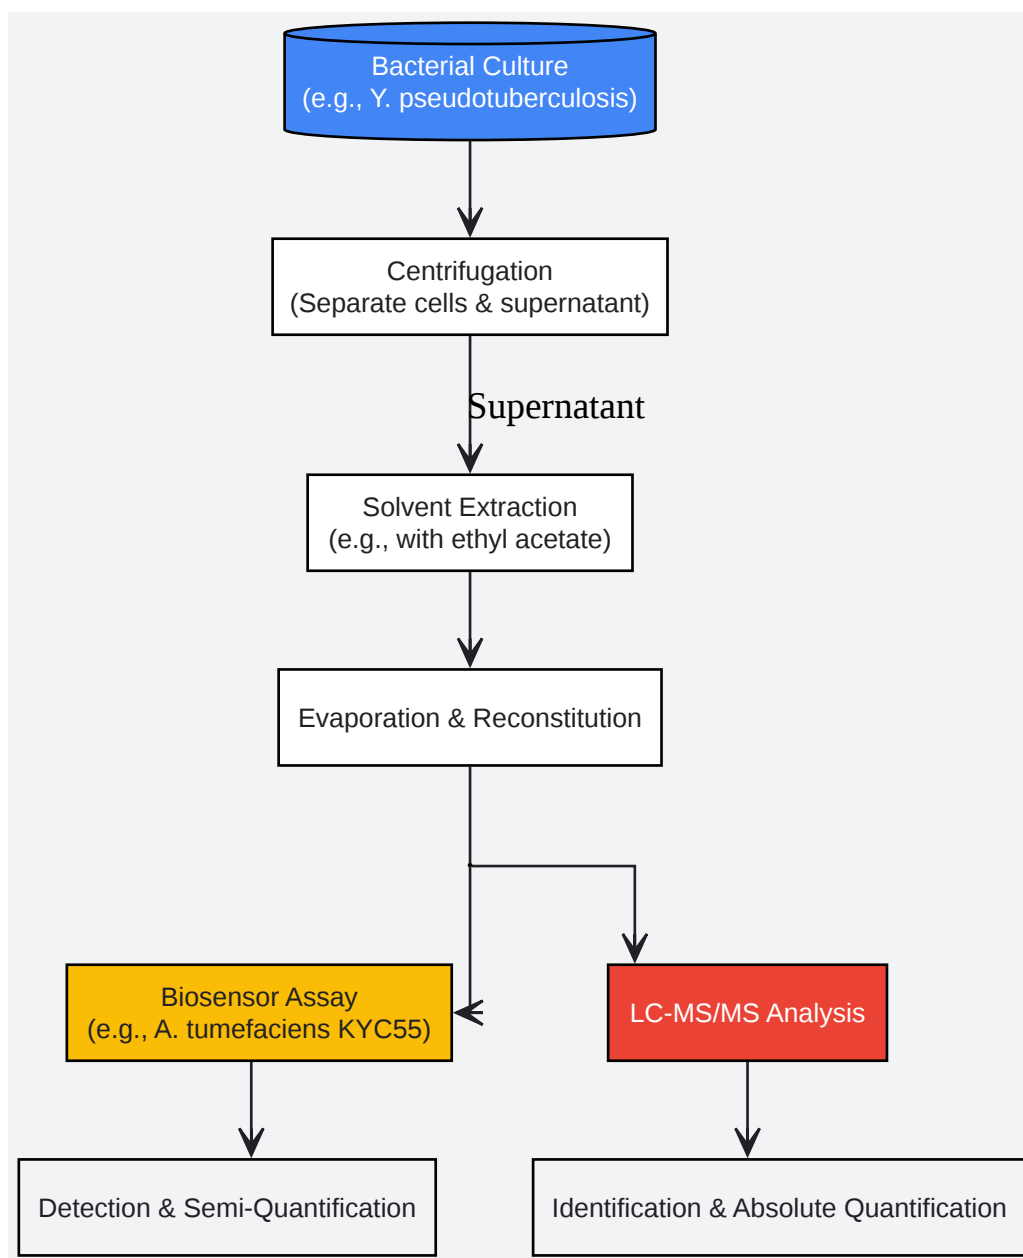 Bacterial Culture
(e.g., Y. pseudotuberculosis)
Centrifugation
(Separate cells & supernatant)
Supernatant
Solvent Extraction
(e.g., with ethyl acetate)
Evaporation & Reconstitution
Biosensor Assay
(e.g., A. tumefaciens KYC55)
LC-MS/MS Analysis
Detection & Semi-Quantification
Identification & Absolute Quantification